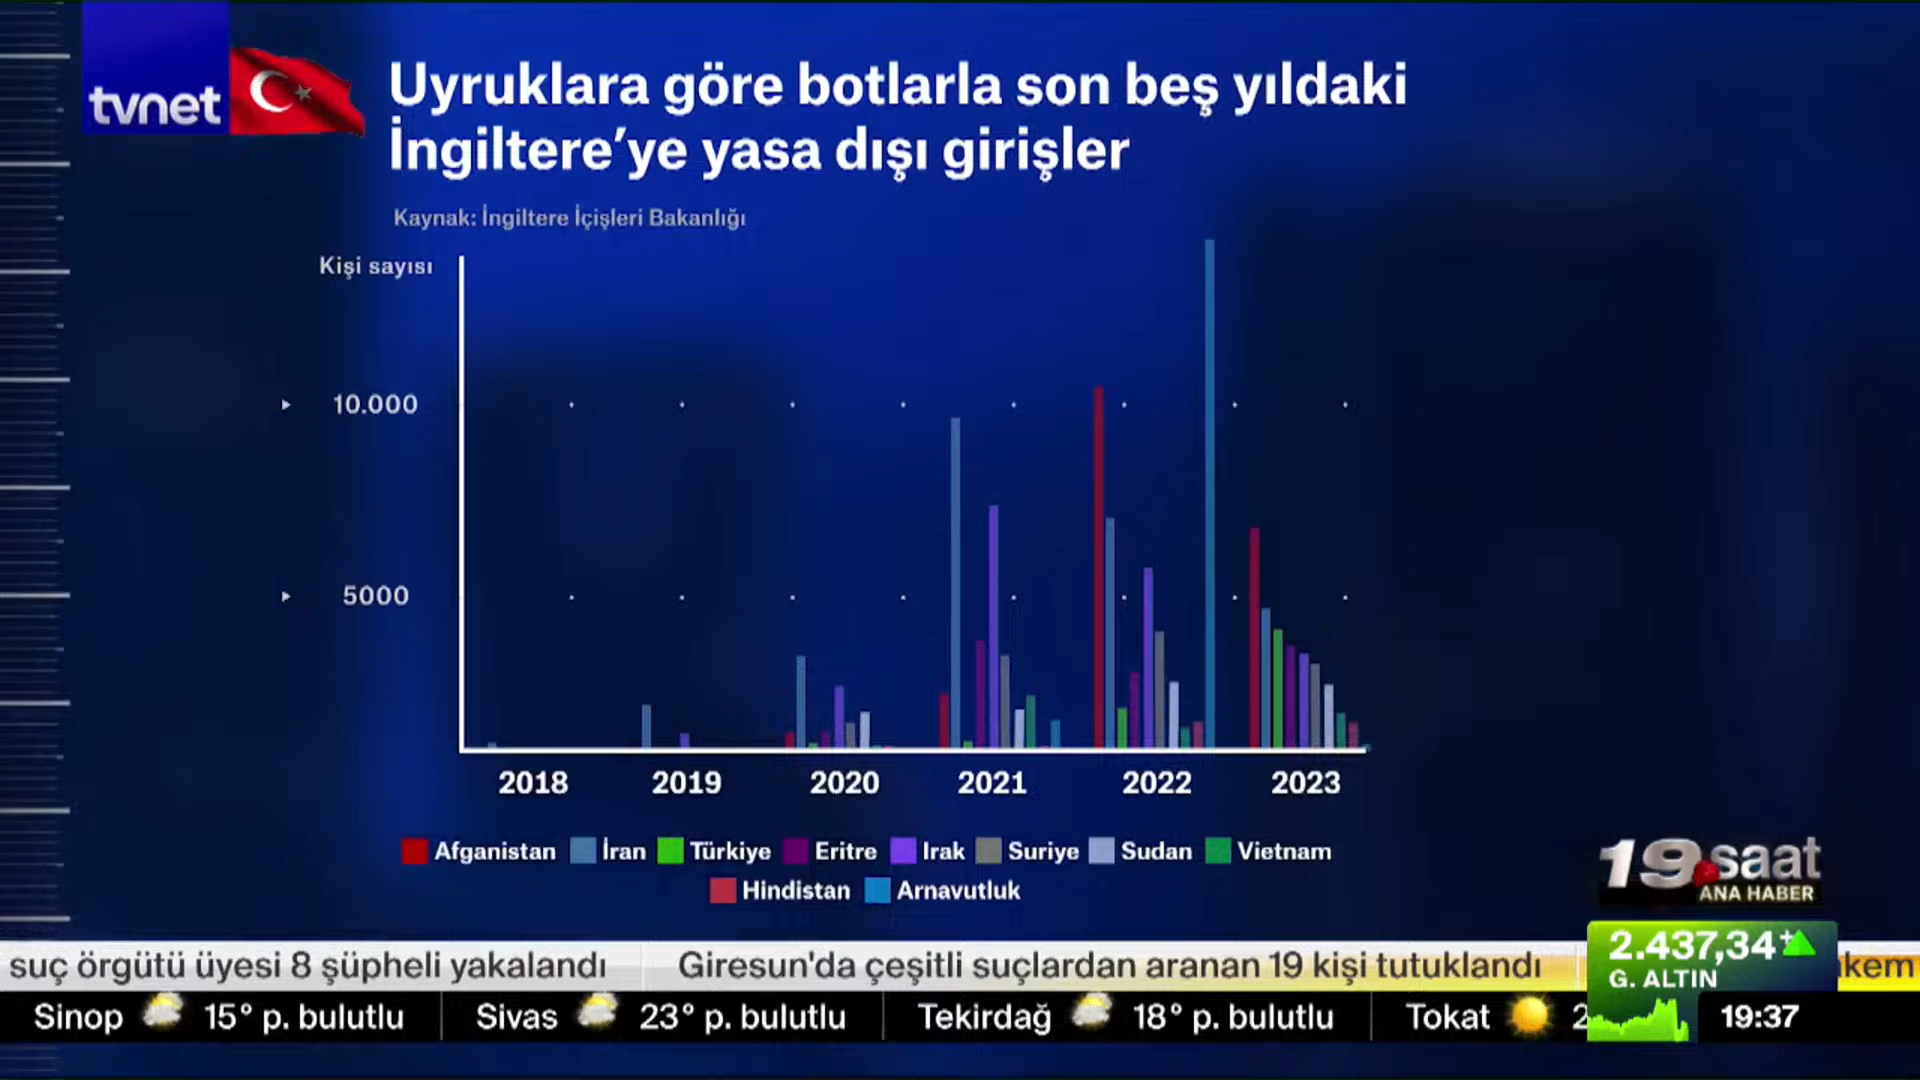 tvnet
Uyruklara göre botlarla son beş yıldaki
İngiltere'ye yasa dışı girişler
Kaynak: İngiltere İçişleri Bakanlığı
Kişi sayısı
10.000
5000
2018 2019 2020 2021 2022 2023
Afganistan İran Türkiye Eritre Irak Suriye Sudan Vietnam
Hindistan Arnavutluk
19.saat
ANA HABER
suç örgütü üyesi 8 şüpheli yakalandı Giresun'da çeşitli suçlardan aranan 19 kişi tutuklandı
2.437,34+
G. ALTIN
Sinop 15° p. bulutlu Sivas 23° p. bulutlu Tekirdağ 18° p. bulutlu Tokat
19:37